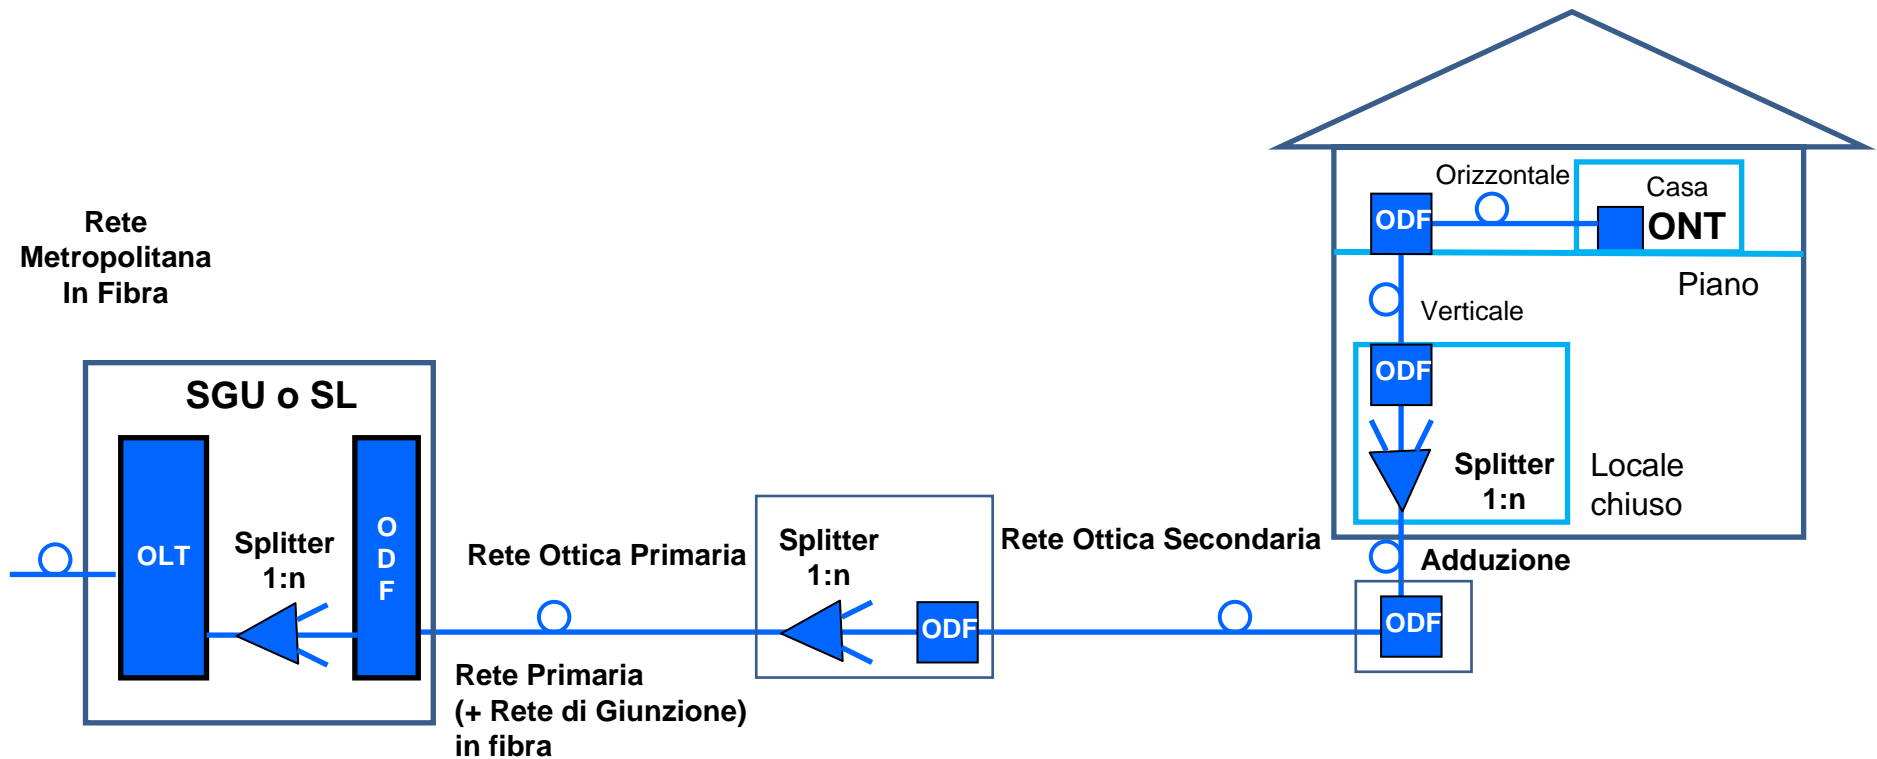 Rete
Metropolitana
In Fibra
SGU o SL
OLT
Splitter
1:n
O
D
F
Rete Ottica Primaria
Rete Primaria
(+ Rete di Giunzione)
in fibra
Splitter
1:n
ODF
Rete Ottica Secondaria
ODF
Adduzione
Splitter
1:n
Locale
chiuso
ODF
Verticale
Piano
ODF
Orizzontale
Casa
ONT